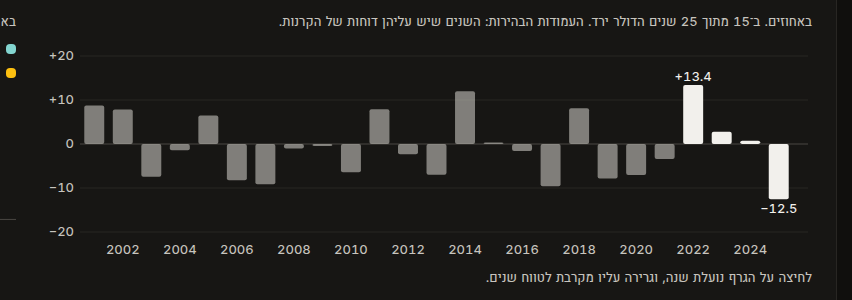 באחוזים. ב־15 מתוך 25 שנים הדולר ירד. העמודות הבהירות: השנים שיש עליהן דוחות של הקרנות.
+20
+13.4
+10
0
−10
−12.5
−20
2002 2004 2006 2008 2010 2012 2014 2016 2018 2020 2022 2024
לחיצה על הגרף נועלת שנה, וגרירה עליו מקרבת לטווח שנים.